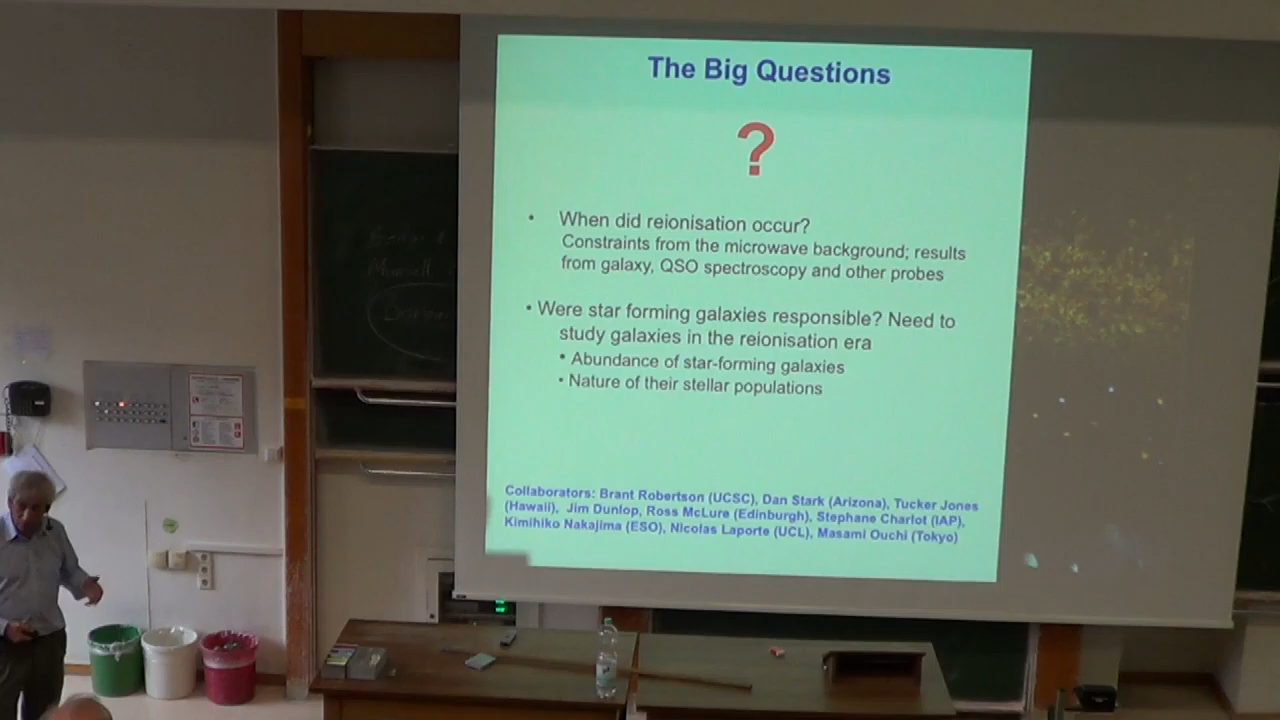 The Big Questions
?
• When did reionisation occur?
Constraints from the microwave background; results
from galaxy, QSO spectroscopy and other probes
• Were star forming galaxies responsible? Need to
study galaxies in the reionisation era
• Abundance of star-forming galaxies
• Nature of their stellar populations
Collaborators: Brant Robertson (UCSC), Dan Stark (Arizona), Tucker Jones
(Hawaii), Jim Dunlop, Ross McLure (Edinburgh), Stephane Charlot (IAP),
Kimihiko Nakajima (ESO), Nicolas Laporte (UCL), Masami Ouchi (Tokyo)